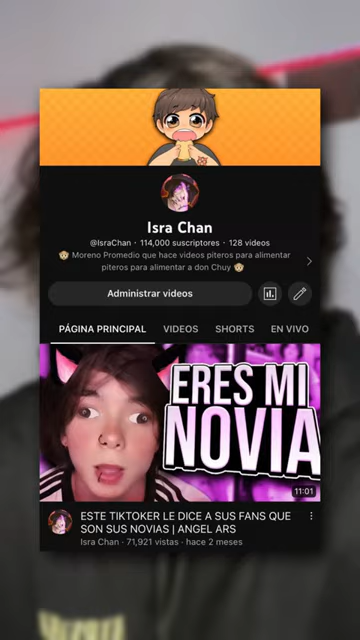 Isra Chan
@IsraChan · 114,000 suscriptores · 128 videos
🐵 Moreno Promedio que hace videos piteros para alimentar
piteros para alimentar a don Chuy 🐵
Administrar videos
PÁGINA PRINCIPAL VIDEOS SHORTS EN VIVO
ERES MI
NOVIA
11:01
ESTE TIKTOKER LE DICE A SUS FANS QUE
SON SUS NOVIAS | ANGEL ARS
Isra Chan · 71,921 vistas · hace 2 meses